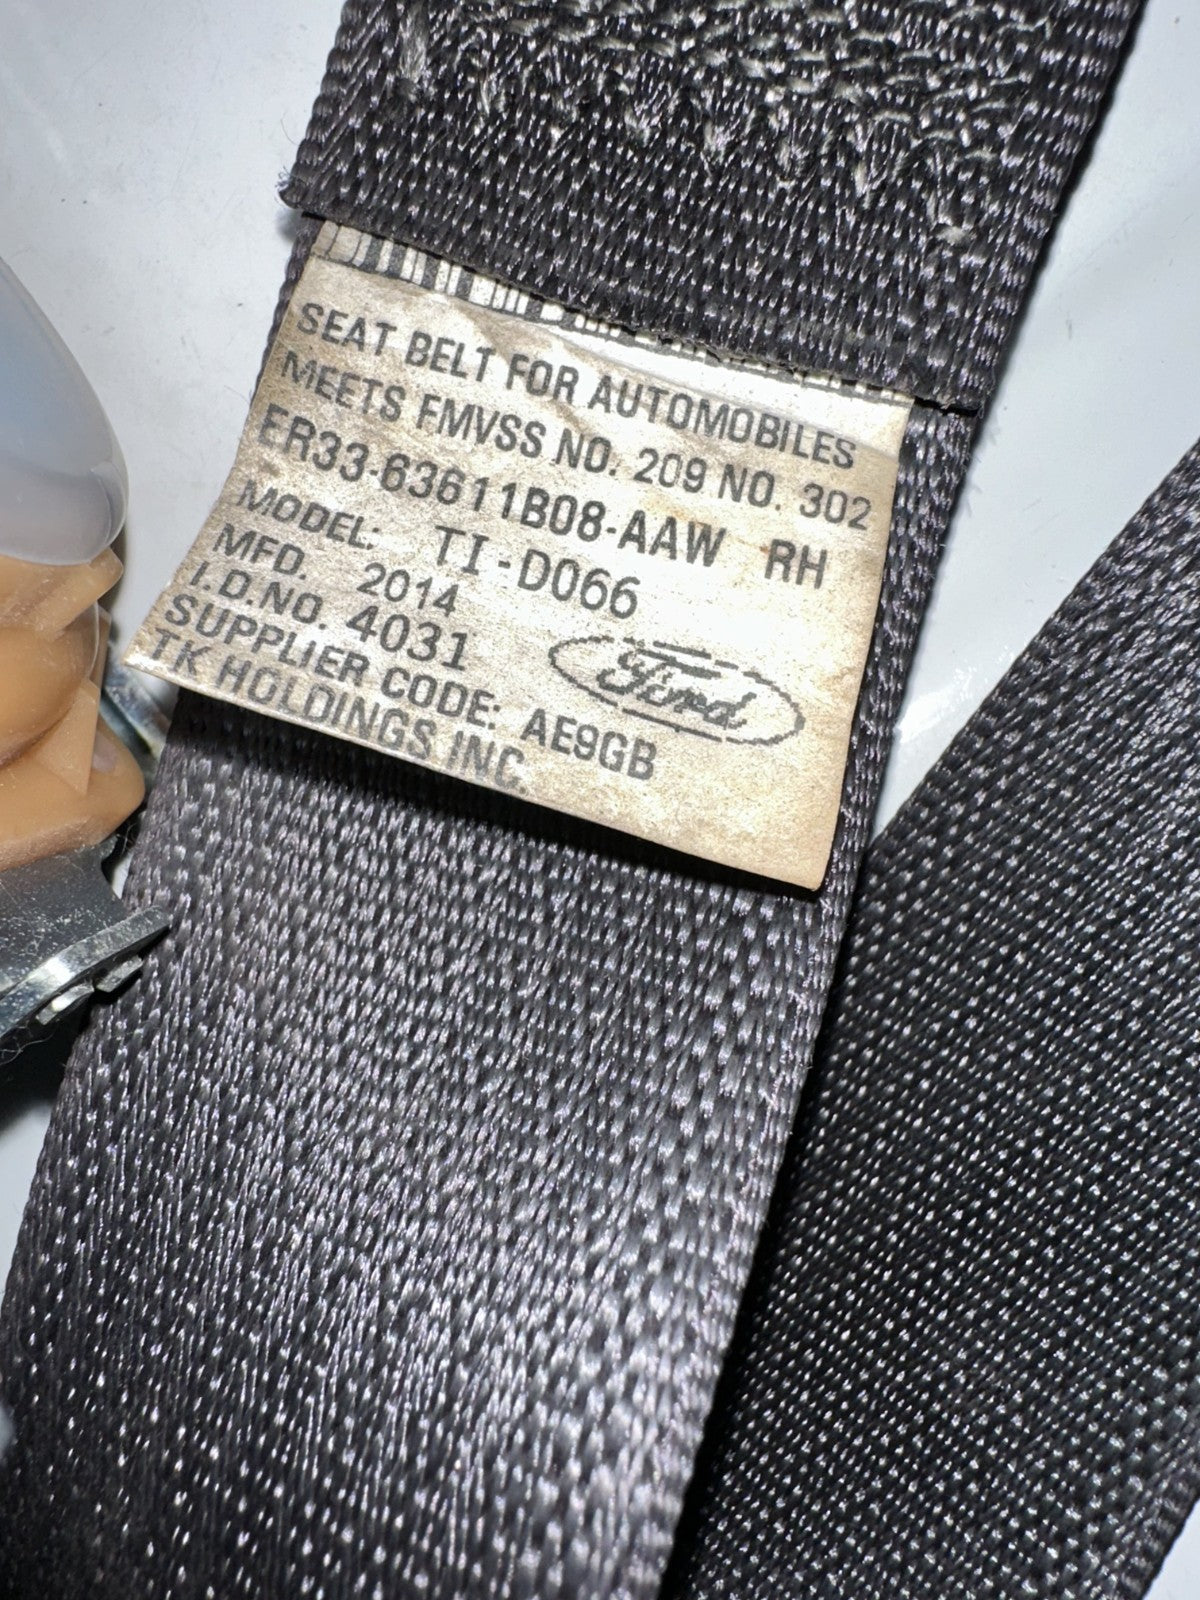 SEAT BELT FOR AUTOMOBILES
MEETS FMVSS NO. 209 NO. 302
ER33-63611B08-AAW RH
MODEL: TI-D066
MFD. 2014
I.D.NO. 4031
SUPPLIER CODE: AE9GB
TK HOLDINGS INC.
Ford